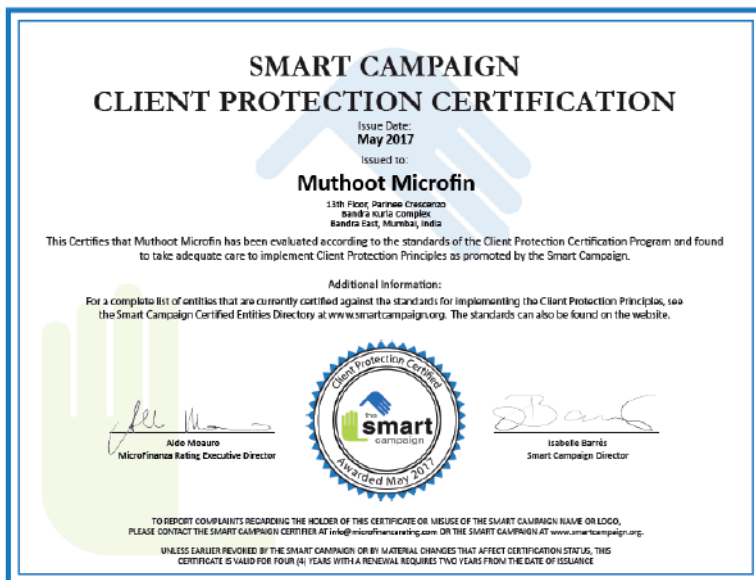 SMART CAMPAIGN
CLIENT PROTECTION CERTIFICATION
Issue Date:
May 2017
Issued to:
Muthoot Microfin
13th Floor, Parinee Crescenzo
Bandra Kurla Complex
Bandra East, Mumbai, India
This Certifies that Muthoot Microfin has been evaluated according to the standards of the Client Protection Certification Program and found
to take adequate care to implement Client Protection Principles as promoted by the Smart Campaign.
Additional Information:
For a complete list of entities that are currently certified against the standards for implementing the Client Protection Principles, see
the Smart Campaign Certified Entities Directory at www.smartcampaign.org. The standards can also be found on the website.
Client Protection Certified
the
smart
campaign
Awarded May 2017
Aldo Moauro
MicroFinanza Rating Executive Director
Isabelle Barrès
Smart Campaign Director
TO REPORT COMPLAINTS REGARDING THE HOLDER OF THIS CERTIFICATE OR MISUSE OF THE SMART CAMPAIGN NAME OR LOGO,
PLEASE CONTACT THE SMART CAMPAIGN CERTIFIER AT info@microfinanzarating.com OR THE SMART CAMPAIGN AT www.smartcampaign.org.
UNLESS EARLIER REVOKED BY THE SMART CAMPAIGN OR BY MATERIAL CHANGES THAT AFFECT CERTIFICATION STATUS, THIS
CERTIFICATE IS VALID FOR FOUR (4) YEARS WITH A RENEWAL REQUIRES TWO YEARS FROM THE DATE OF ISSUANCE